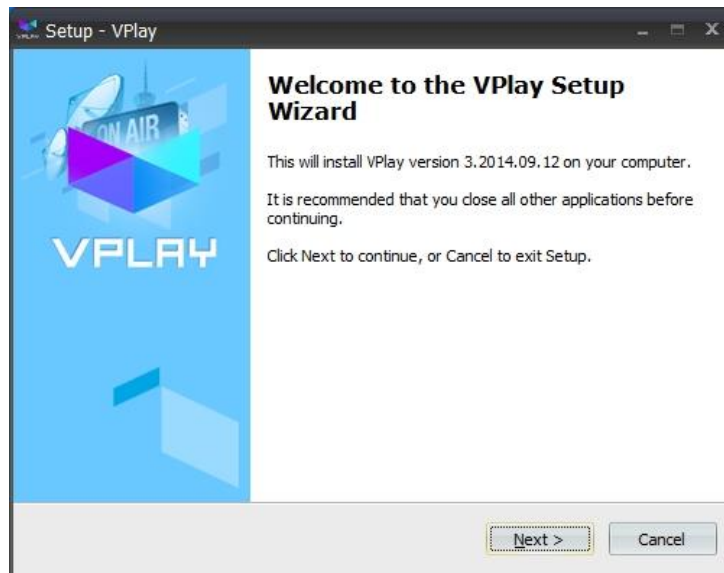 Setup - VPlay
ON AIR
VPLAY
Welcome to the VPlay Setup
Wizard
This will install VPlay version 3.2014.09.12 on your computer.
It is recommended that you close all other applications before
continuing.
Click Next to continue, or Cancel to exit Setup.
Next >
Cancel